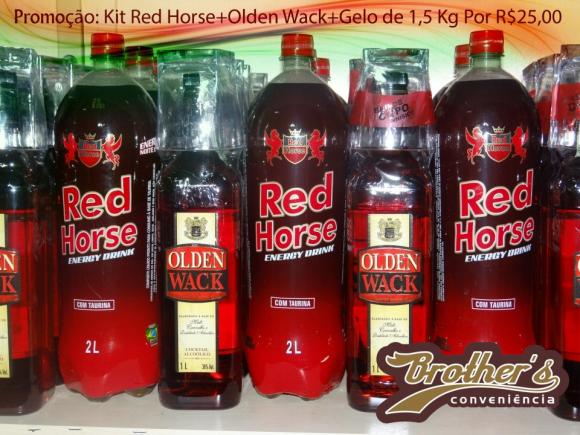 Promoção: Kit Red Horse+Olden Wack+Gelo de 1,5 Kg Por R$25,00
Red
Horse
ENERGY DRINK
COM TAURINA
2L
OLDEN
WACK
COCKTAIL
ALCOÓLICO
1L
Red
Horse
ENERGY DRINK
COM TAURINA
2L
OLDEN
WACK
1L
Red
Horse
ENERGY DRINK
COM TAURINA
Brother's
conveniência